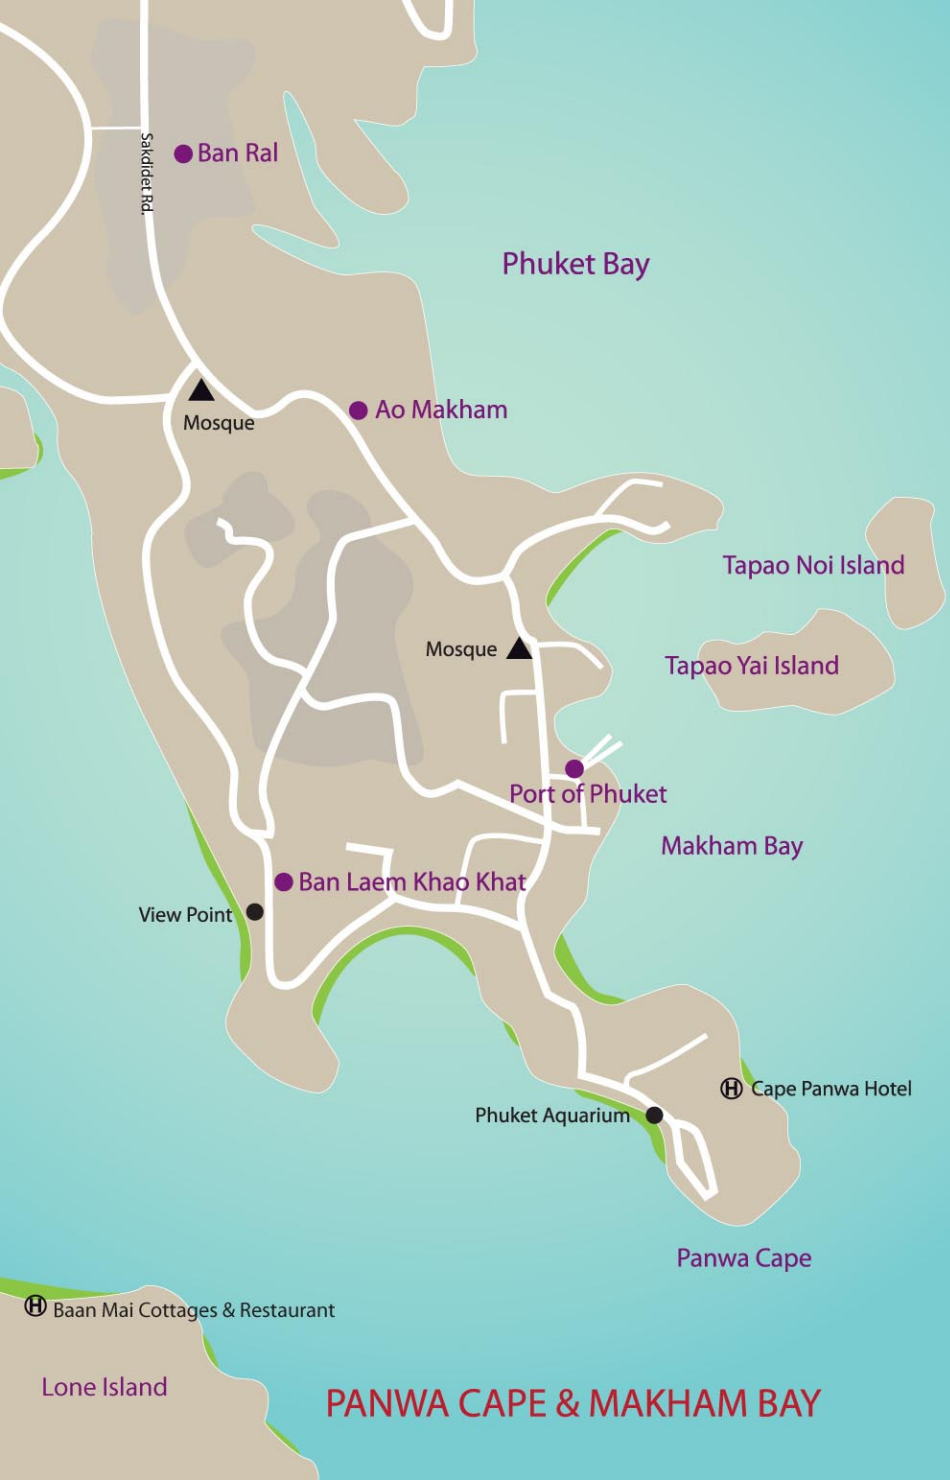 Sakdidet Rd.
Ban Ral
Phuket Bay
Ao Makham
Mosque
Tapao Noi Island
Mosque
Tapao Yai Island
Port of Phuket
Makham Bay
Ban Laem Khao Khat
View Point
H Cape Panwa Hotel
Phuket Aquarium
Panwa Cape
H Baan Mai Cottages & Restaurant
Lone Island
PANWA CAPE & MAKHAM BAY